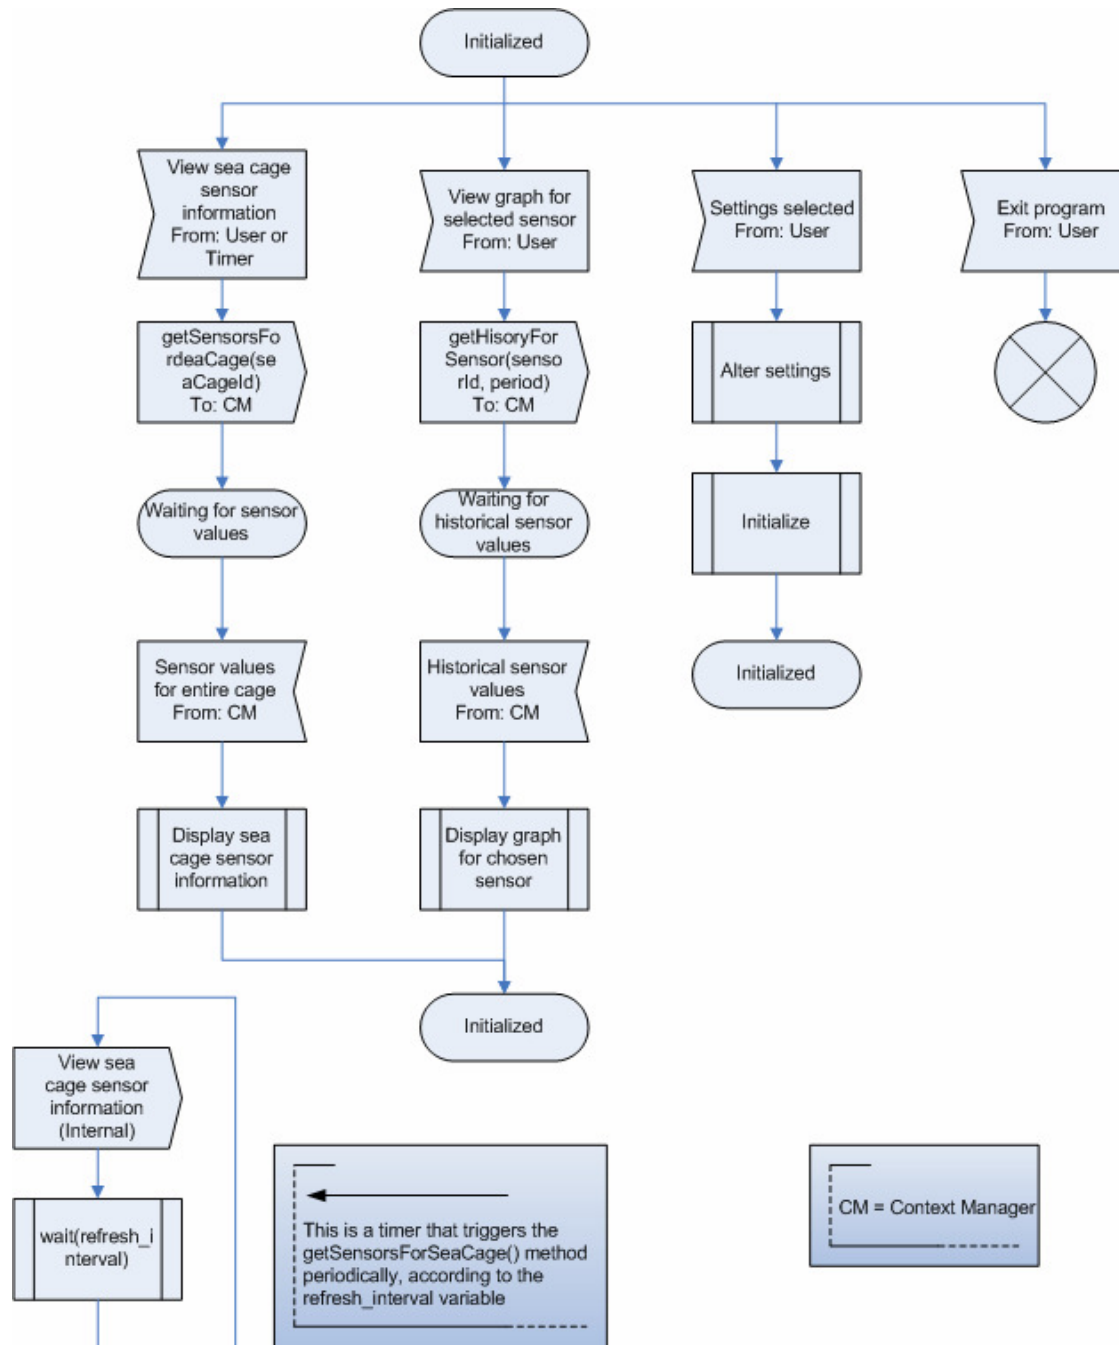 Initialized
View sea cage
sensor
information
From: User or
Timer
View graph for
selected sensor
From: User
Settings selected
From: User
Exit program
From: User
getSensorsFo
rdeaCage(se
aCageId)
To: CM
getHisoryFor
Sensor(senso
rId, period)
To: CM
Alter settings
Waiting for sensor
values
Waiting for
historical sensor
values
Initialize
Sensor values
for entire cage
From: CM
Historical sensor
values
From: CM
Initialized
Display sea
cage sensor
information
Display graph
for chosen
sensor
Initialized
View sea
cage sensor
information
(Internal)
wait(refresh_i
nterval)
This is a timer that triggers the
getSensorsForSeaCage() method
periodically, according to the
refresh_interval variable
CM = Context Manager